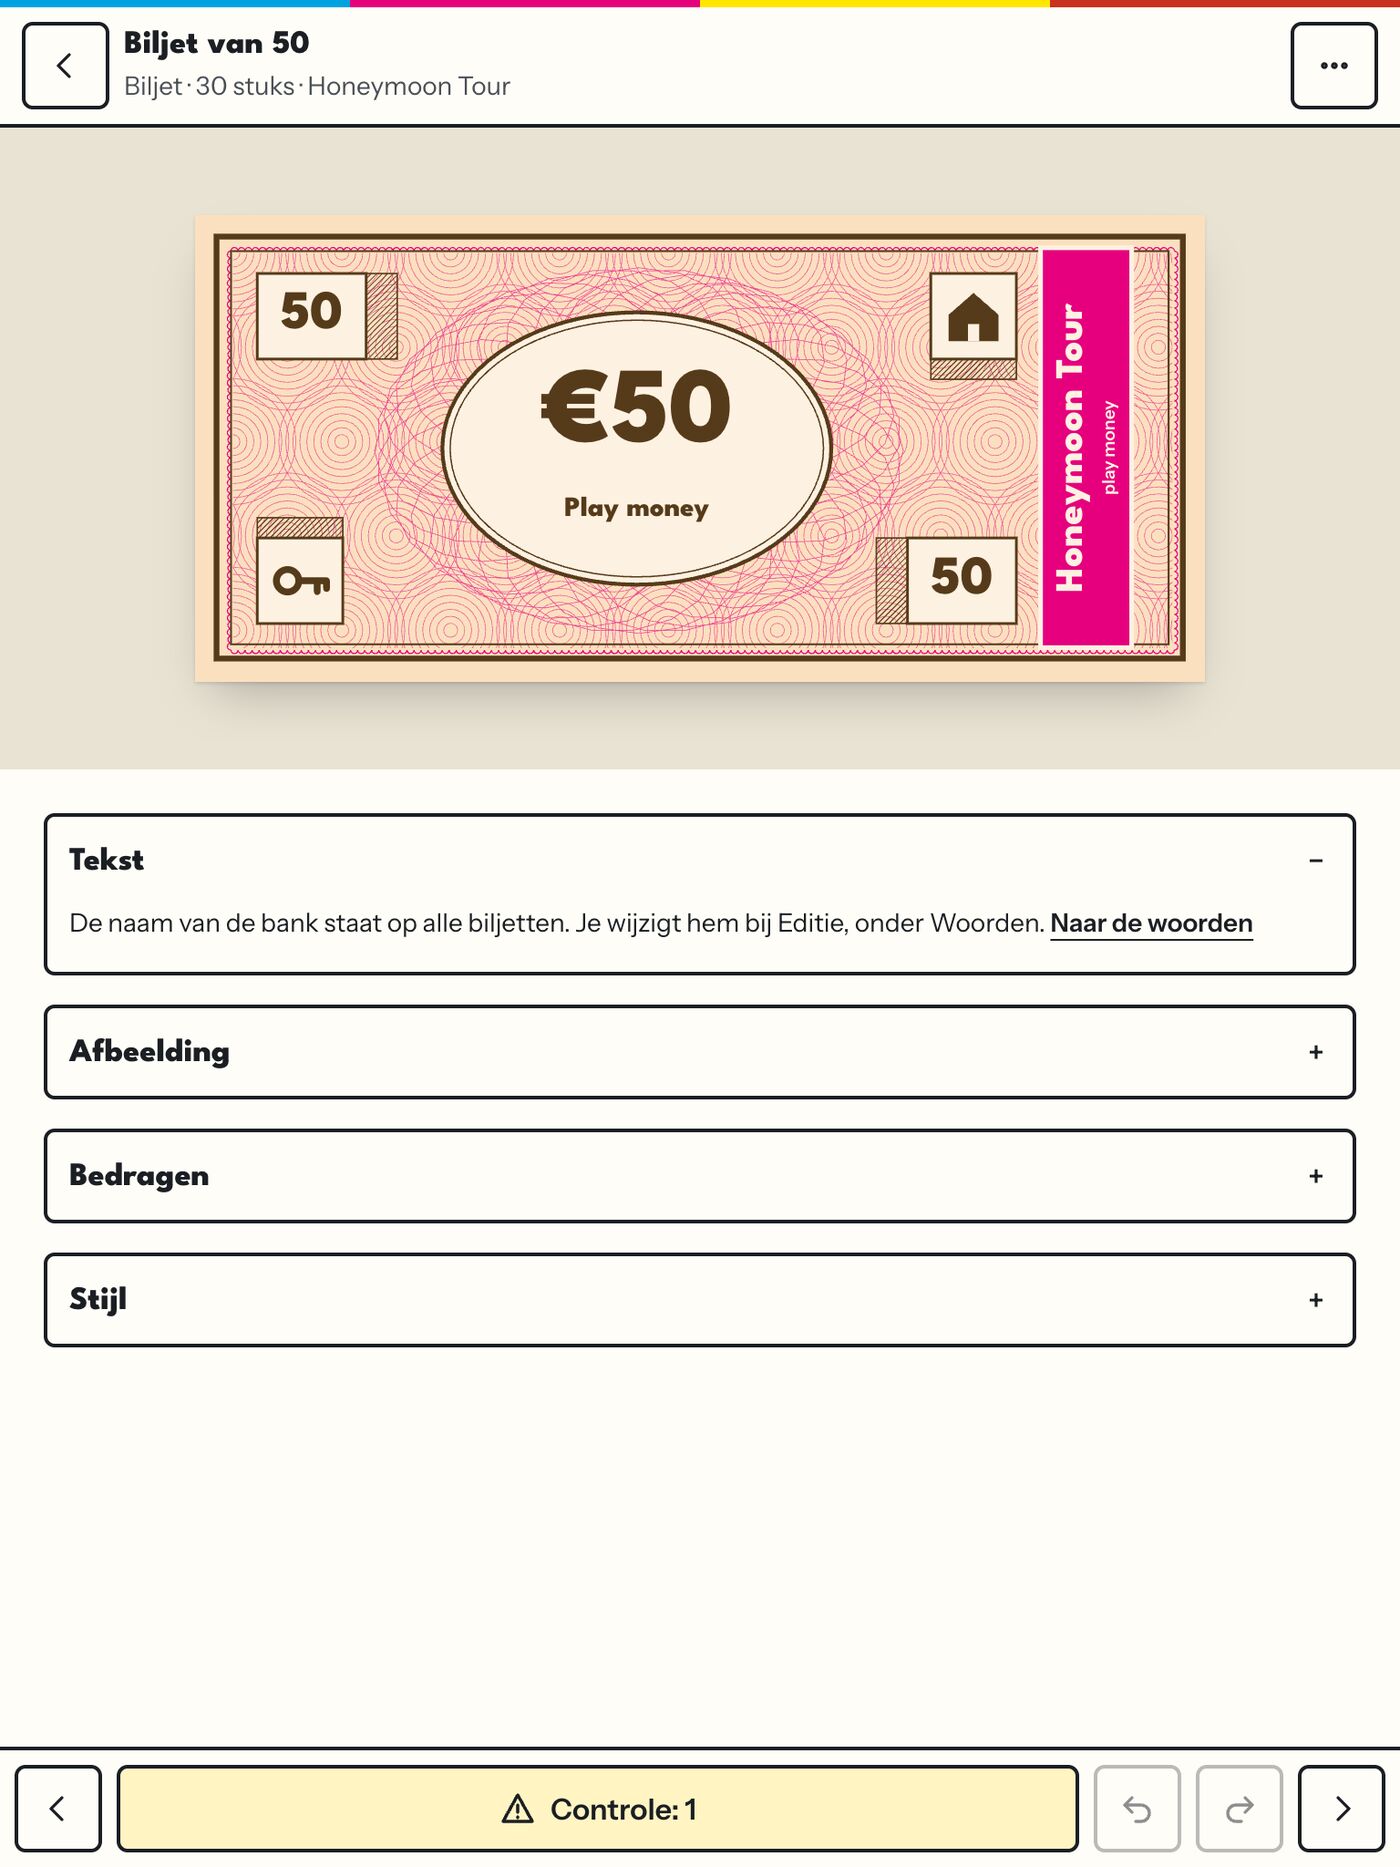 Biljet van 50
Biljet · 30 stuks · Honeymoon Tour
50
€50
Play money
50
Honeymoon Tour
play money
Tekst
De naam van de bank staat op alle biljetten. Je wijzigt hem bij Editie, onder Woorden. Naar de woorden
Afbeelding
Bedragen
Stijl
Controle: 1